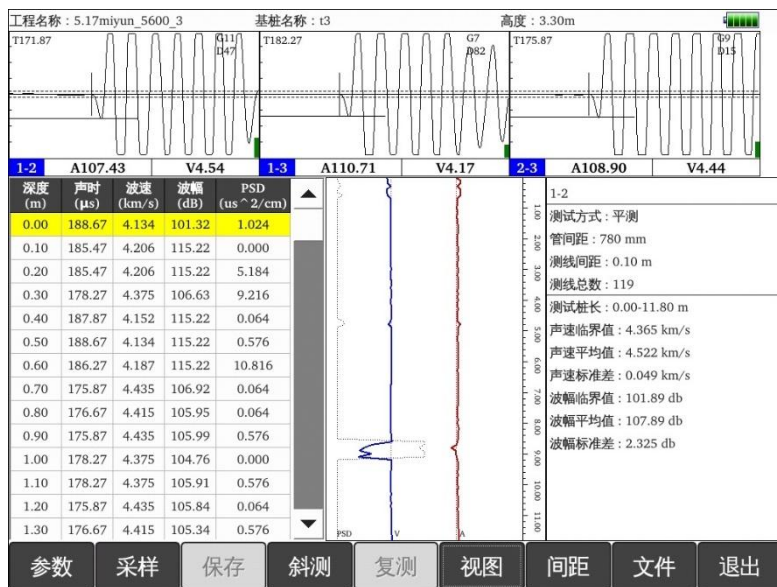 工程名称：5.17miyun_5600_3 基桩名称：t3 高度：3.30m
T171.87 G11 D47 T182.27 G7 D82 T175.87 G9 D15
1-2 A107.43 V4.54 1-3 A110.71 V4.17 2-3 A108.90 V4.44
深度 声时 波速 波幅 PSD
(m) (μs) (km/s) (dB) (us^2/cm)
0.00 188.67 4.134 101.32 1.024
0.10 185.47 4.206 115.22 0.000
0.20 185.47 4.206 115.22 5.184
0.30 178.27 4.375 106.63 9.216
0.40 187.87 4.152 115.22 0.064
0.50 188.67 4.134 115.22 0.576
0.60 186.27 4.187 115.22 10.816
0.70 175.87 4.435 106.92 0.064
0.80 176.67 4.415 105.95 0.064
0.90 175.87 4.435 105.99 0.576
1.00 178.27 4.375 104.76 0.000
1.10 178.27 4.375 105.91 0.576
1.20 175.87 4.435 105.84 0.064
1.30 176.67 4.415 105.34 0.576
PSD V A
1.00
2.00
3.00
4.00
5.00
6.00
7.00
8.00
9.00
10.00
11.00
1-2
测试方式：平测
管间距：780 mm
测线间距：0.10 m
测线总数：119
测试桩长：0.00-11.80 m
声速临界值：4.365 km/s
声速平均值：4.522 km/s
声速标准差：0.049 km/s
波幅临界值：101.89 db
波幅平均值：107.89 db
波幅标准差：2.325 db
参数 采样 保存 斜测 复测 视图 间距 文件 退出